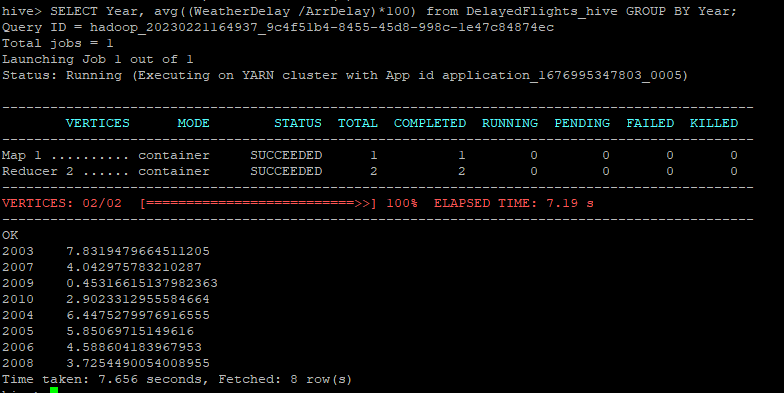 hive> SELECT Year, avg((WeatherDelay /ArrDelay)*100) from DelayedFlights_hive GROUP BY Year;
Query ID = hadoop_20230221164937_9c4f51b4-8455-45d8-998c-1e47c84874ec
Total jobs = 1
Launching Job 1 out of 1
Status: Running (Executing on YARN cluster with App id application_1676995347803_0005)
----------------------------------------------------------------------------------------------
VERTICES MODE STATUS TOTAL COMPLETED RUNNING PENDING FAILED KILLED
----------------------------------------------------------------------------------------------
Map 1 .......... container SUCCEEDED 1 1 0 0 0 0
Reducer 2 ...... container SUCCEEDED 2 2 0 0 0 0
----------------------------------------------------------------------------------------------
VERTICES: 02/02 [==========================>>] 100% ELAPSED TIME: 7.19 s
----------------------------------------------------------------------------------------------
OK
2003 7.8319479664511205
2007 4.042975783210287
2009 0.45316615137982363
2010 2.9023312955584664
2004 6.4475279976916555
2005 5.85069715149616
2006 4.588604183967953
2008 3.7254490054008955
Time taken: 7.656 seconds, Fetched: 8 row(s)